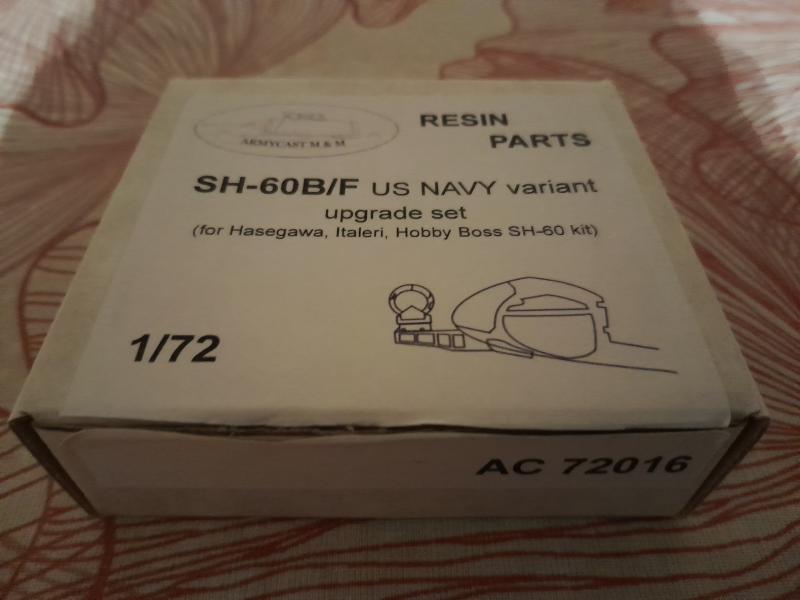 ARMYCAST M & M
RESIN
PARTS
SH-60B/F US NAVY variant
upgrade set
(for Hasegawa, Italeri, Hobby Boss SH-60 kit)
1/72
AC 72016